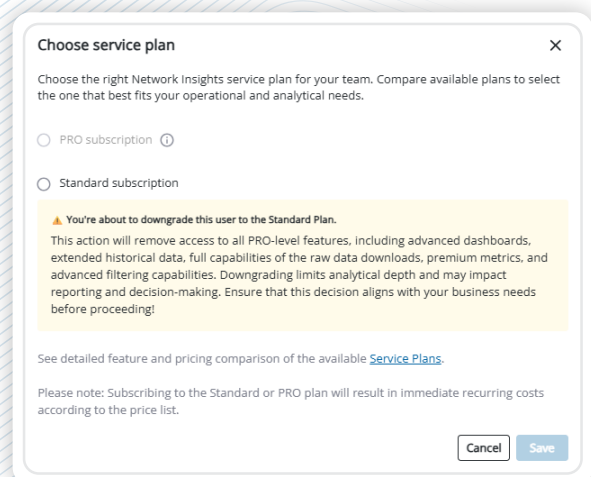 Choose service plan
Choose the right Network Insights service plan for your team. Compare available plans to select
the one that best fits your operational and analytical needs.
PRO subscription
Standard subscription
You're about to downgrade this user to the Standard Plan.
This action will remove access to all PRO-level features, including advanced dashboards,
extended historical data, full capabilities of the raw data downloads, premium metrics, and
advanced filtering capabilities. Downgrading limits analytical depth and may impact
reporting and decision-making. Ensure that this decision aligns with your business needs
before proceeding!
See detailed feature and pricing comparison of the available Service Plans.
Please note: Subscribing to the Standard or PRO plan will result in immediate recurring costs
according to the price list.
Cancel Save